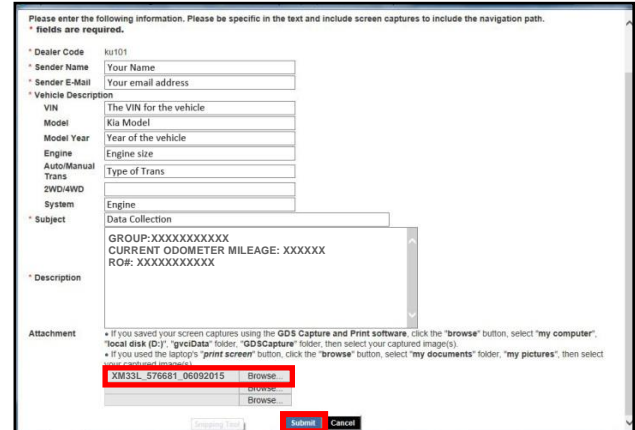 Please enter the following information. Please be specific in the text and include screen captures to include the navigation path.
* fields are required.
* Dealer Code ku101
* Sender Name Your Name
* Sender E-Mail Your email address
* Vehicle Description
VIN The VIN for the vehicle
Model Kia Model
Model Year Year of the vehicle
Engine Engine size
Auto/Manual
Trans Type of Trans
2WD/4WD
System Engine
* Subject Data Collection
GROUP:XXXXXXXXXXX
CURRENT ODOMETER MILEAGE: XXXXXX
RO#: XXXXXXXXXXX
* Description
Attachment • If you saved your screen captures using the GDS Capture and Print software, click the "browse" button, select "my computer",
"local disk (D:)", "gvciData" folder, "GDSCapture" folder, then select your captured image(s).
• If you used the laptop's "print screen" button, click the "browse" button, select "my documents" folder, "my pictures", then select
your captured image(s)
XM33L_576681_06092015 Browse...
Browse...
Browse...
Snipping Tool Submit Cancel